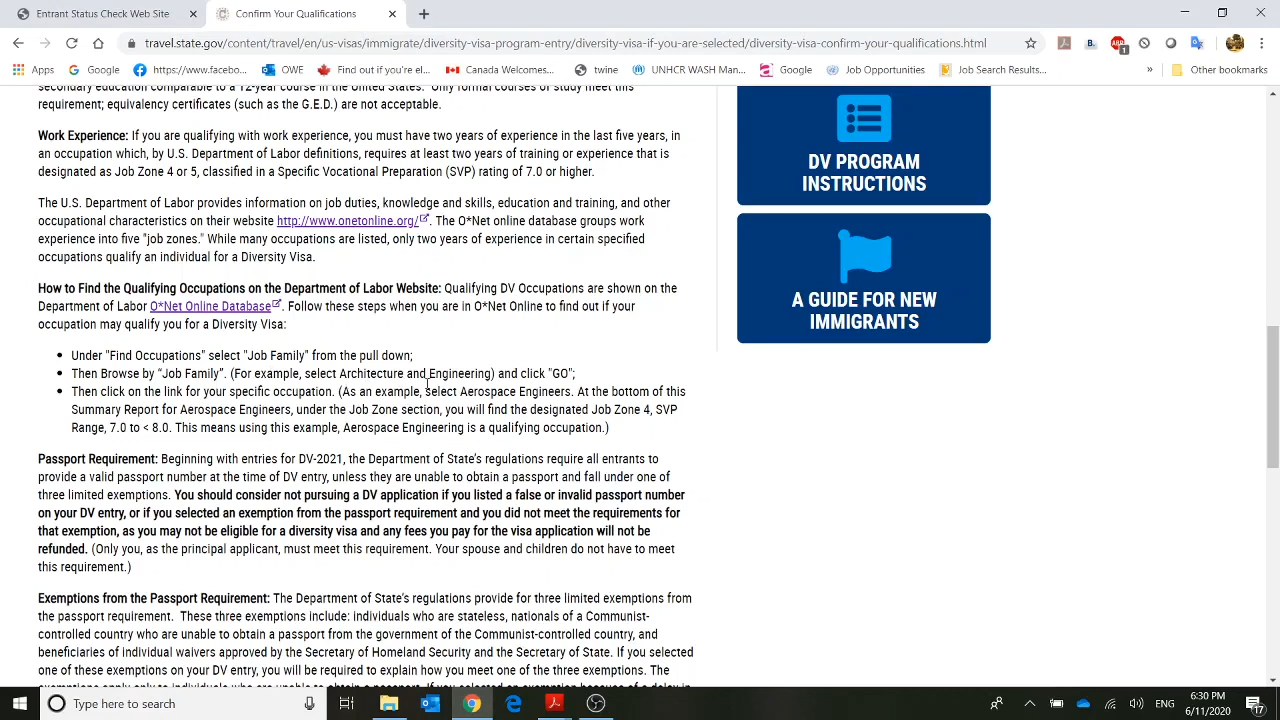 Entrant Status Check Web Site
Confirm Your Qualifications
travel.state.gov/content/travel/en/us-visas/immigrate/diversity-visa-program-entry/diversity-visa-if-you-are-selected/diversity-visa-confirm-your-qualifications.html
Apps Google https://www.facebo... OWE Find out if you're el... Canada Welcomes... twine UNHCR WASH Man... Google Job Opportunities Job Search Results... » Other bookmarks
secondary education comparable to a 12-year course in the United States. Only formal courses of study meet this
requirement; equivalency certificates (such as the G.E.D.) are not acceptable.
Work Experience: If you are qualifying with work experience, you must have two years of experience in the last five years, in
an occupation which, by U.S. Department of Labor definitions, requires at least two years of training or experience that is
designated as Job Zone 4 or 5, classified in a Specific Vocational Preparation (SVP) rating of 7.0 or higher.
The U.S. Department of Labor provides information on job duties, knowledge and skills, education and training, and other
occupational characteristics on their website http://www.onetonline.org/. The O*Net online database groups work
experience into five "job zones." While many occupations are listed, only two years of experience in certain specified
occupations qualify an individual for a Diversity Visa.
How to Find the Qualifying Occupations on the Department of Labor Website: Qualifying DV Occupations are shown on the
Department of Labor O*Net Online Database. Follow these steps when you are in O*Net Online to find out if your
occupation may qualify you for a Diversity Visa:
• Under "Find Occupations" select "Job Family" from the pull down;
• Then Browse by “Job Family”. (For example, select Architecture and Engineering) and click "GO";
• Then click on the link for your specific occupation. (As an example, select Aerospace Engineers. At the bottom of this
Summary Report for Aerospace Engineers, under the Job Zone section, you will find the designated Job Zone 4, SVP
Range, 7.0 to < 8.0. This means using this example, Aerospace Engineering is a qualifying occupation.)
Passport Requirement: Beginning with entries for DV-2021, the Department of State’s regulations require all entrants to
provide a valid passport number at the time of DV entry, unless they are unable to obtain a passport and fall under one of
three limited exemptions. You should consider not pursuing a DV application if you listed a false or invalid passport number
on your DV entry, or if you selected an exemption from the passport requirement and you did not meet the requirements for
that exemption, as you may not be eligible for a diversity visa and any fees you pay for the visa application will not be
refunded. (Only you, as the principal applicant, must meet this requirement. Your spouse and children do not have to meet
this requirement.)
Exemptions from the Passport Requirement: The Department of State’s regulations provide for three limited exemptions from
the passport requirement. These three exemptions include: individuals who are stateless, nationals of a Communist-
controlled country who are unable to obtain a passport from the government of the Communist-controlled country, and
beneficiaries of individual waivers approved by the Secretary of Homeland Security and the Secretary of State. If you selected
one of these exemptions on your DV entry, you will be required to explain how you meet one of the three exemptions. The
DV PROGRAM
INSTRUCTIONS
A GUIDE FOR NEW
IMMIGRANTS
Type here to search
6:30 PM
6/11/2020